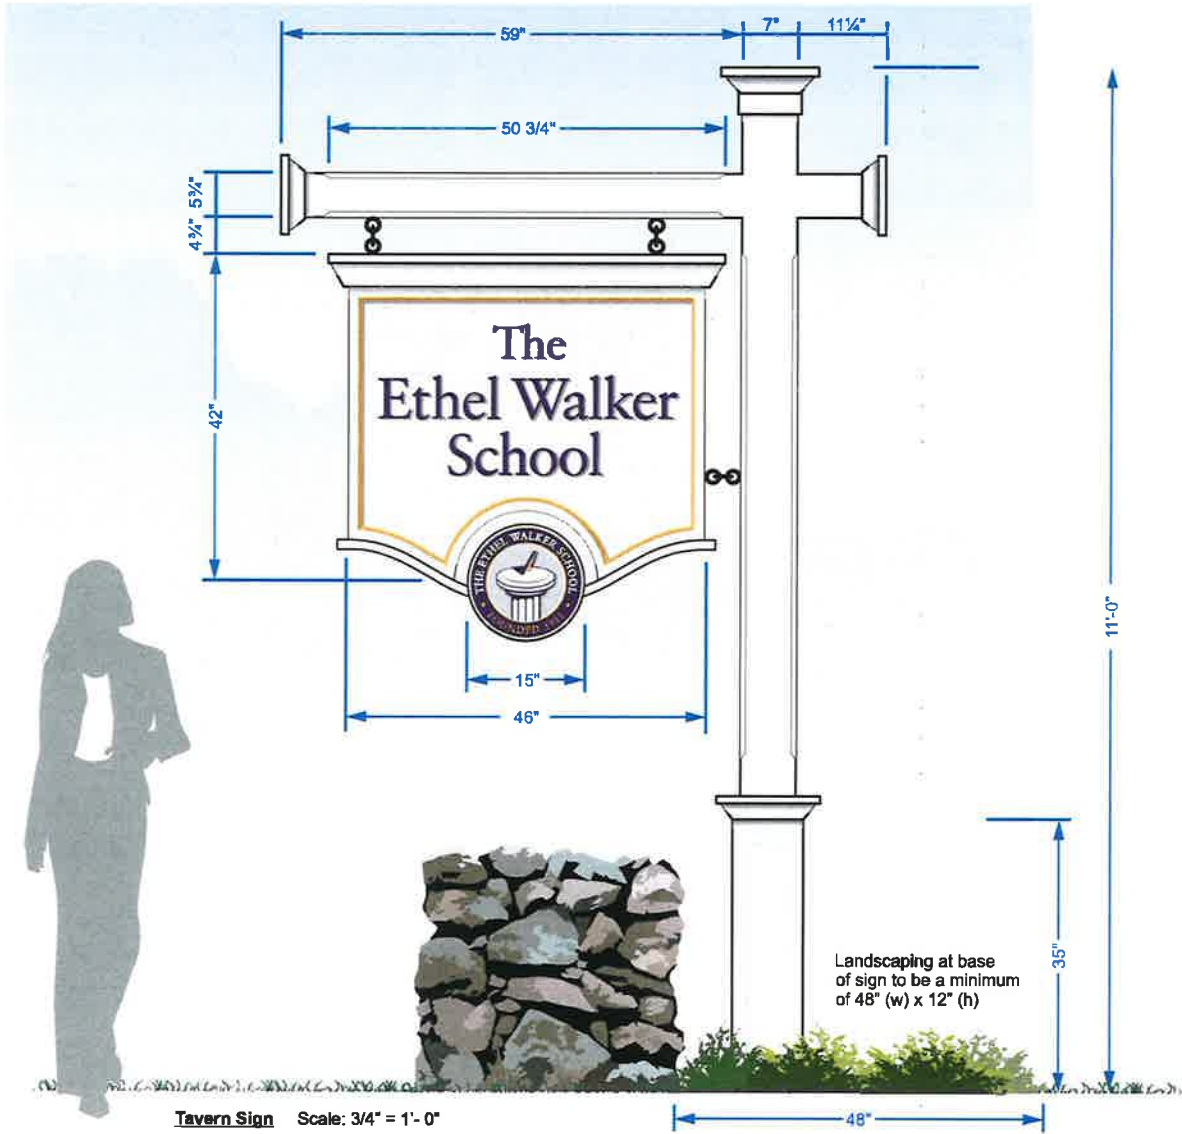 59"
7"
11¼"
50 3/4"
5¾"
4¾"
42"
The
Ethel Walker
School
THE ETHEL WALKER SCHOOL
• FOUNDED 1911 •
15"
46"
11'-0"
35"
Landscaping at base
of sign to be a minimum
of 48" (w) x 12" (h)
48"
Tavern Sign Scale: 3/4" = 1'- 0"